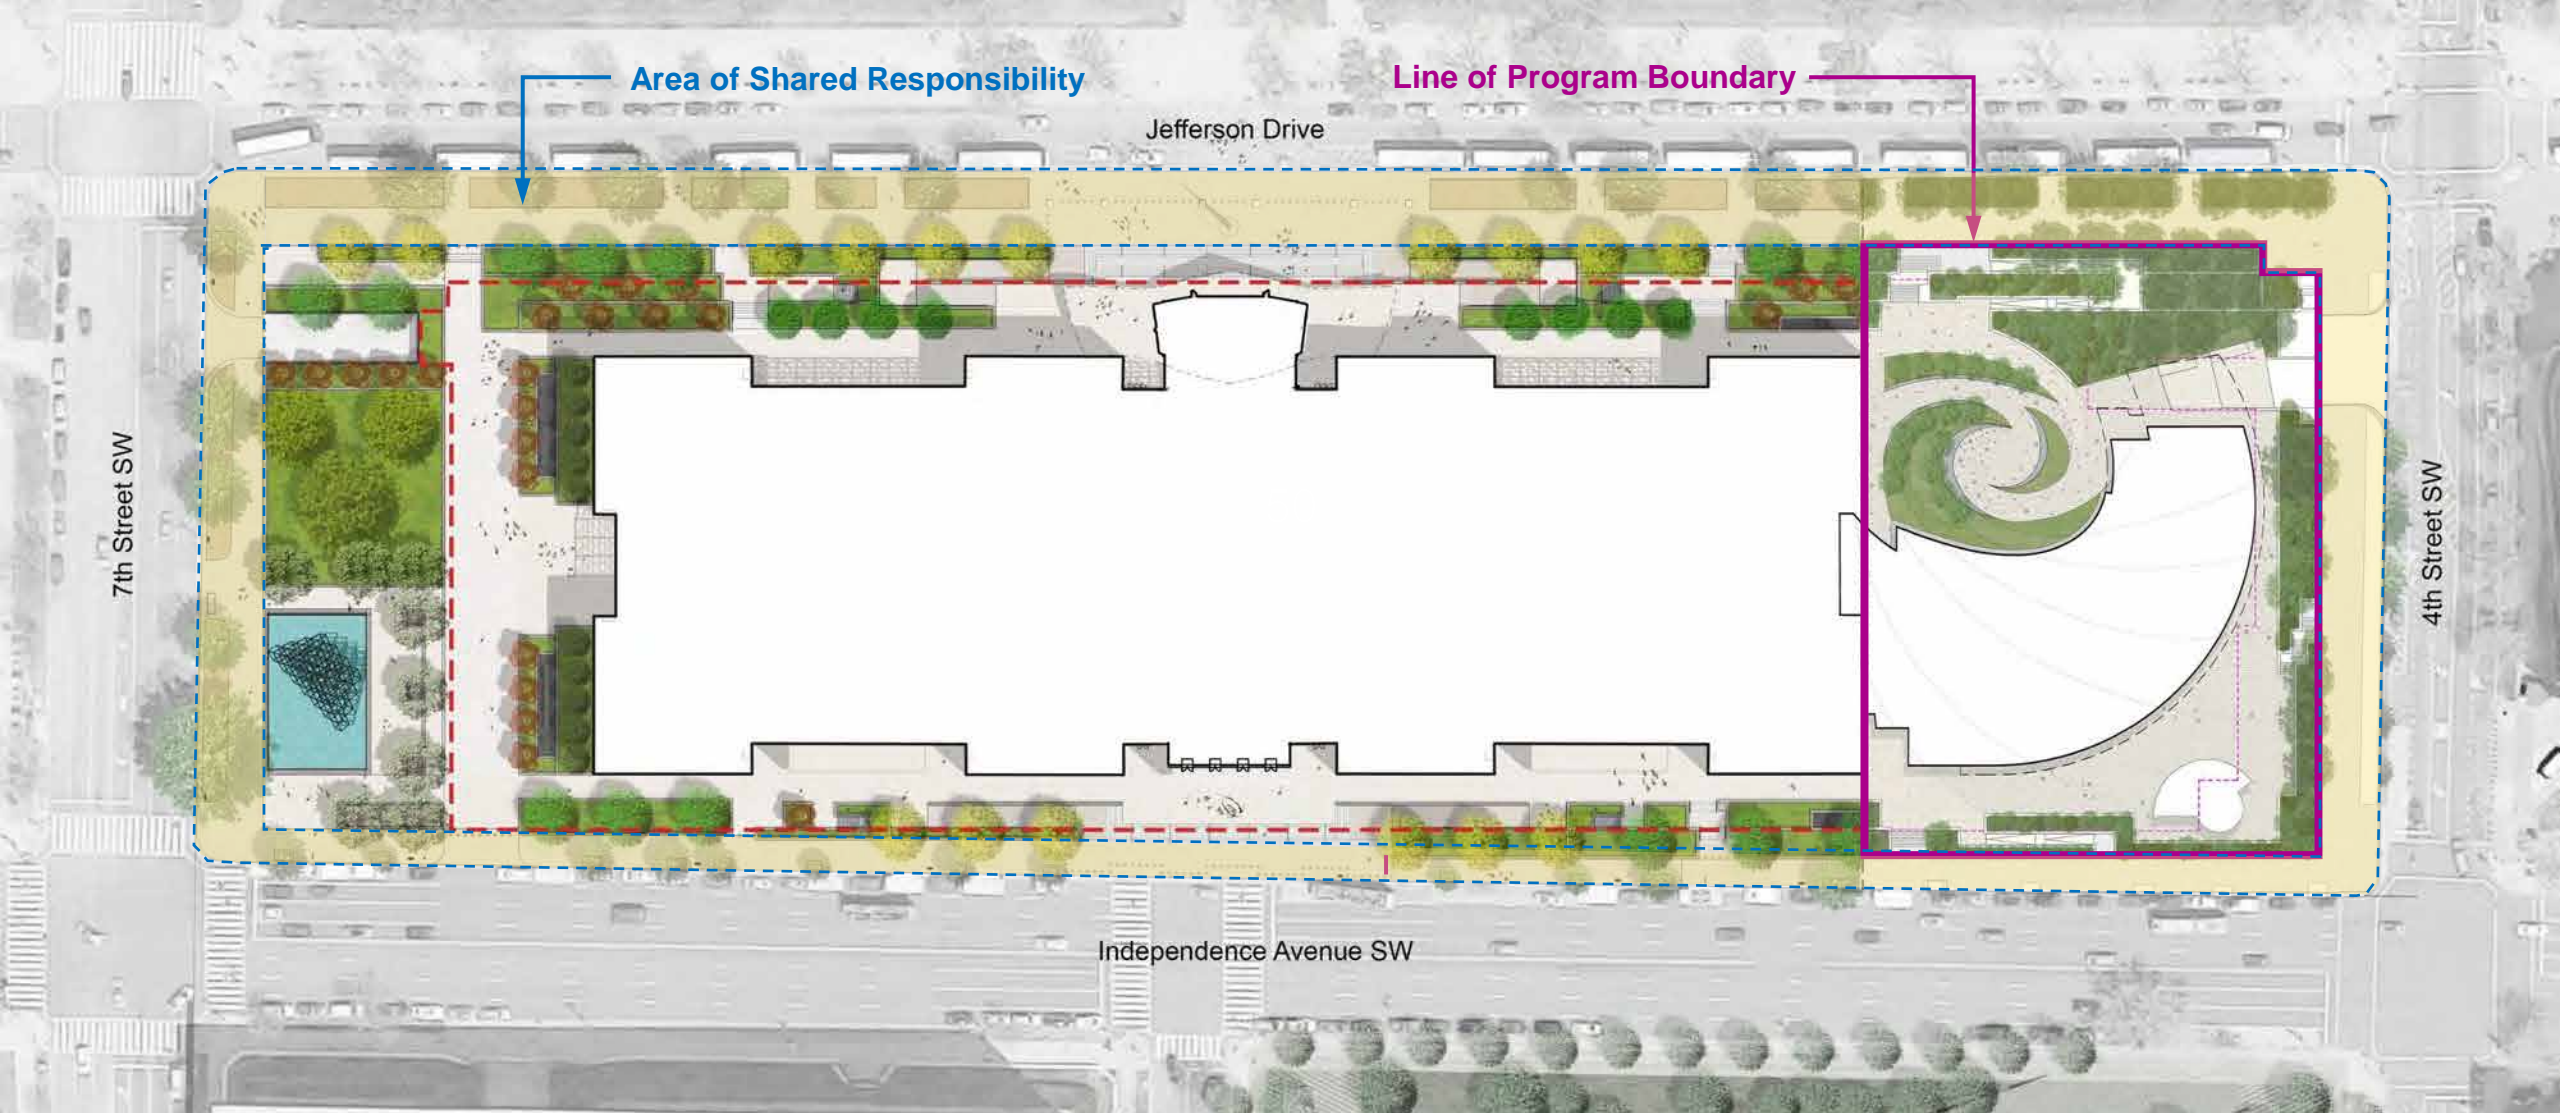 Area of Shared Responsibility
Line of Program Boundary
Jefferson Drive
7th Street SW
4th Street SW
Independence Avenue SW